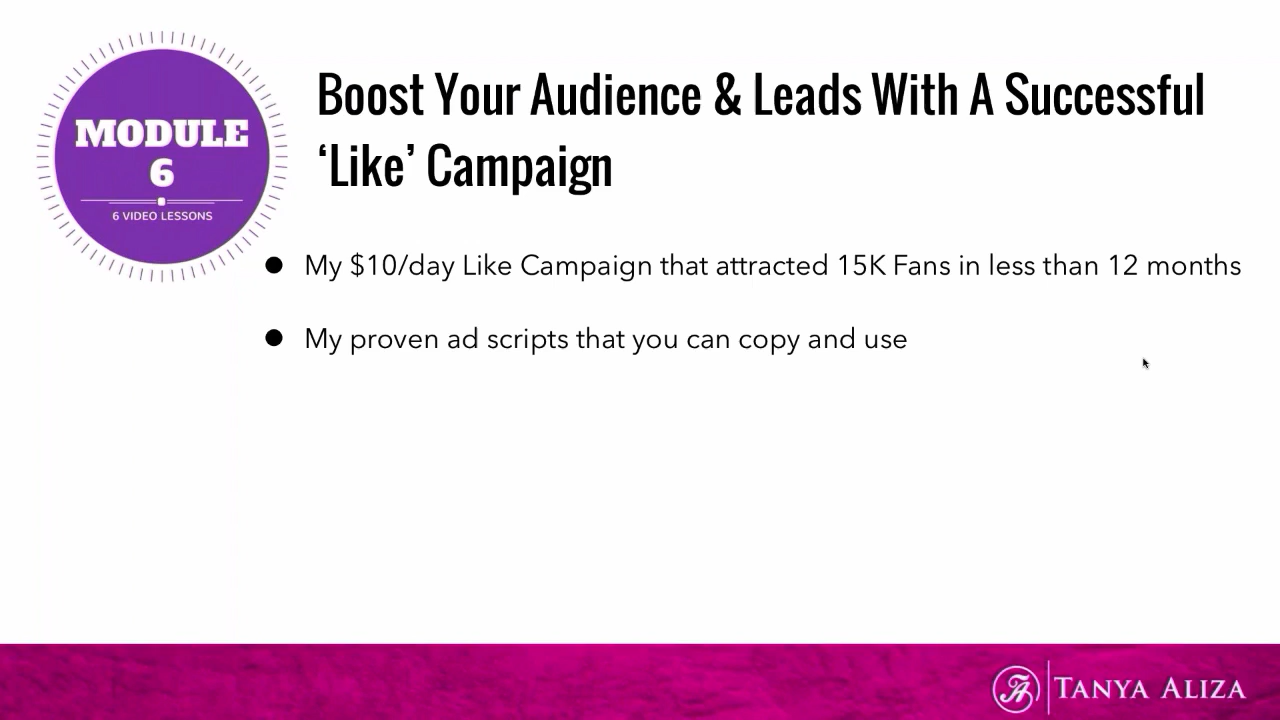 MODULE
6
6 VIDEO LESSONS
Boost Your Audience & Leads With A Successful
‘Like’ Campaign
● My $10/day Like Campaign that attracted 15K Fans in less than 12 months
● My proven ad scripts that you can copy and use
TANYA ALIZA